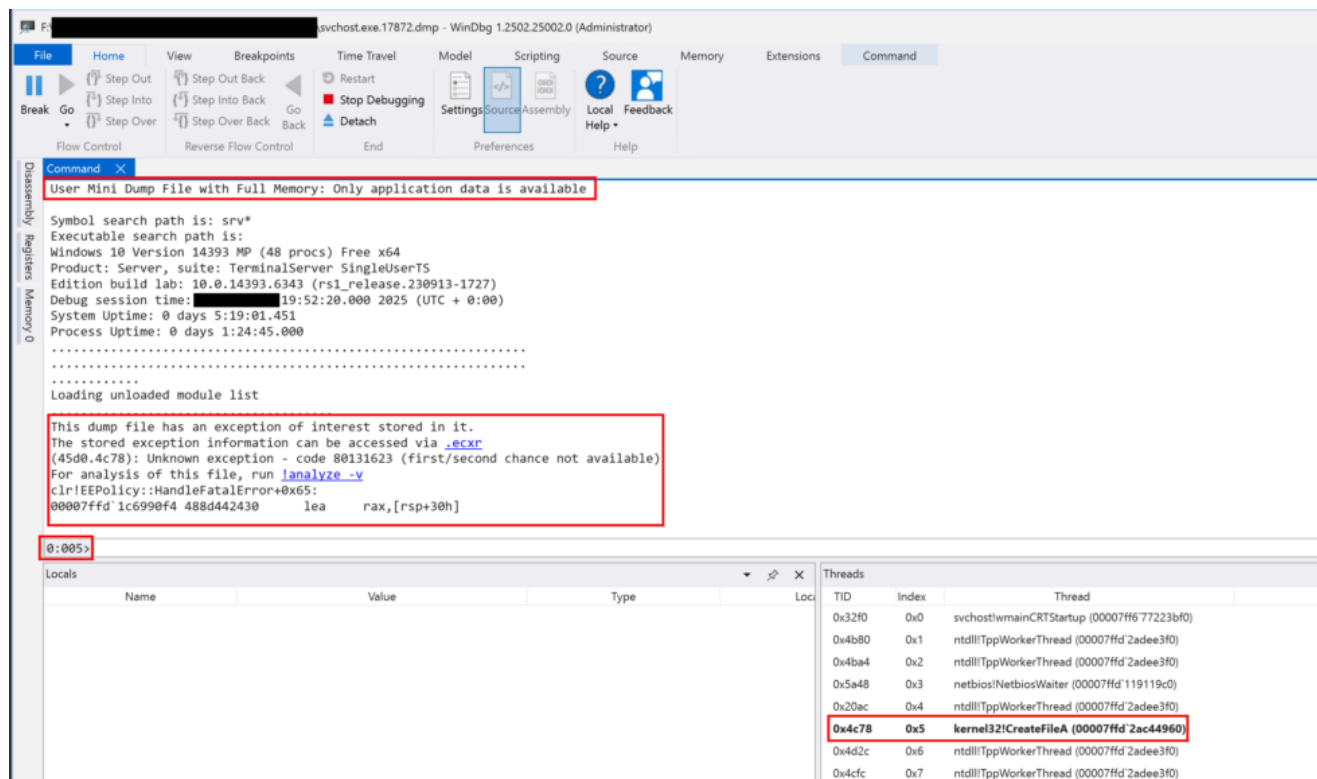 F:\ \svchost.exe.17872.dmp - WinDbg 1.2502.25002.0 (Administrator)
File Home View Breakpoints Time Travel Model Scripting Source Memory Extensions Command
Break
Go
Step Out
Step Into
Step Over
Flow Control
Step Out Back
Step Into Back
Step Over Back
Go Back
Reverse Flow Control
Restart
Stop Debugging
Detach
End
Settings Source Assembly
Preferences
Local Help
Feedback
Help
Disassembly
Registers
Memory 0
Command
User Mini Dump File with Full Memory: Only application data is available
Symbol search path is: srv*
Executable search path is:
Windows 10 Version 14393 MP (48 procs) Free x64
Product: Server, suite: TerminalServer SingleUserTS
Edition build lab: 10.0.14393.6343 (rs1_release.230913-1727)
Debug session time: 19:52:20.000 2025 (UTC + 0:00)
System Uptime: 0 days 5:19:01.451
Process Uptime: 0 days 1:24:45.000
................................................................
................................................................
............
Loading unloaded module list
......................................
This dump file has an exception of interest stored in it.
The stored exception information can be accessed via .ecxr
(45d0.4c78): Unknown exception - code 80131623 (first/second chance not available)
For analysis of this file, run !analyze -v
clr!EEPolicy::HandleFatalError+0x65:
00007ffd`1c6990f4 488d442430 lea rax,[rsp+30h]
0:005>
Locals
Name Value Type Loc
Threads
TID Index Thread
0x32f0 0x0 svchost!wmainCRTStartup (00007ff6`77223bf0)
0x4b80 0x1 ntdll!TppWorkerThread (00007ffd`2adee3f0)
0x4ba4 0x2 ntdll!TppWorkerThread (00007ffd`2adee3f0)
0x5a48 0x3 netbios!NetbiosWaiter (00007ffd`119119c0)
0x20ac 0x4 ntdll!TppWorkerThread (00007ffd`2adee3f0)
0x4c78 0x5 kernel32!CreateFileA (00007ffd`2ac44960)
0x4d2c 0x6 ntdll!TppWorkerThread (00007ffd`2adee3f0)
0x4cfc 0x7 ntdll!TppWorkerThread (00007ffd`2adee3f0)